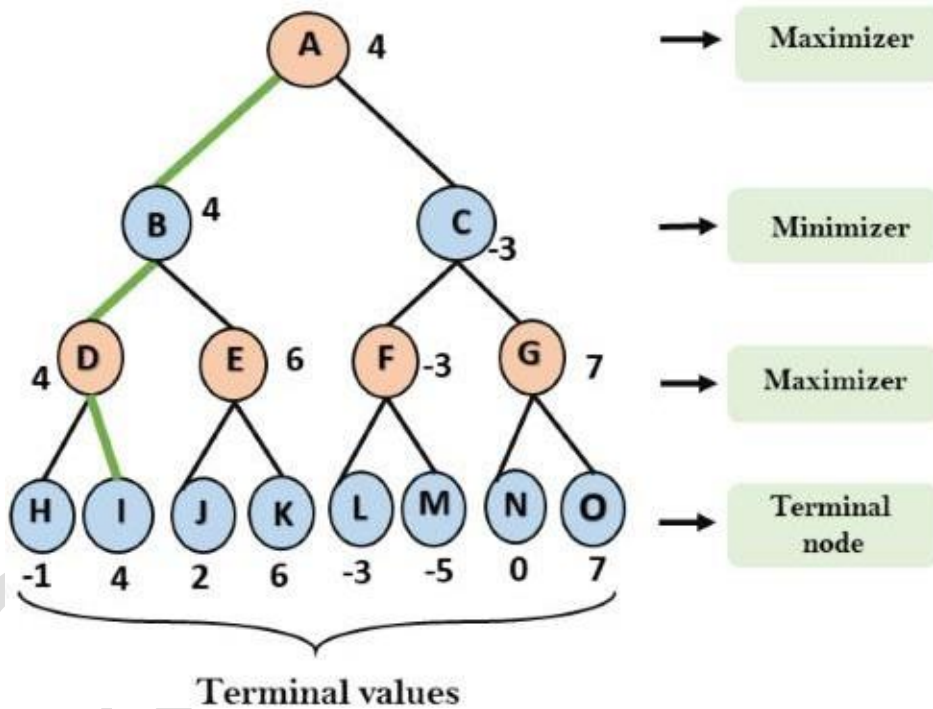 A 4 Maximizer
B 4 C -3 Minimizer
D 4 E 6 F -3 G 7 Maximizer
H I J K L M N O Terminal node
-1 4 2 6 -3 -5 0 7
Terminal values